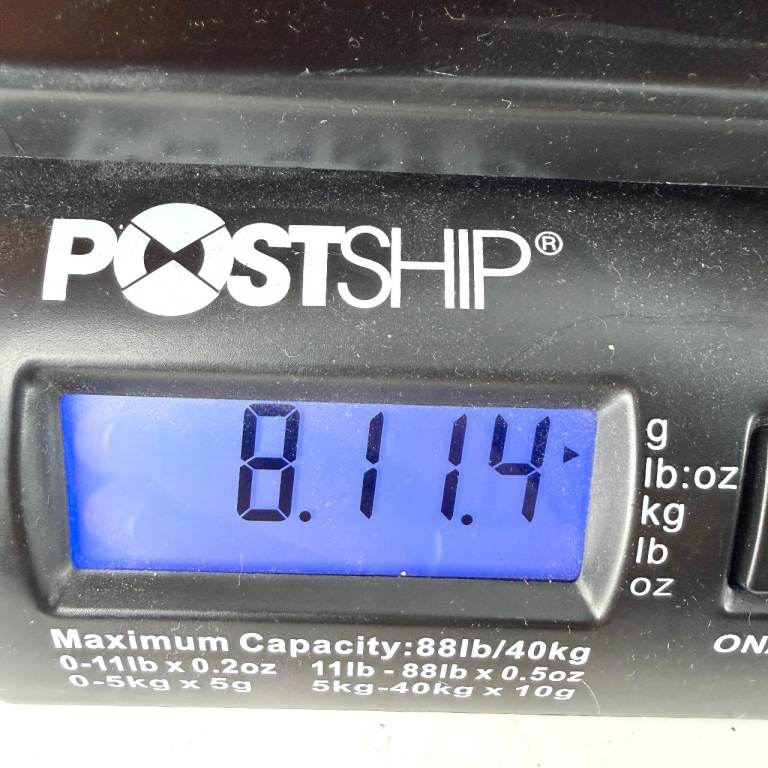 POSTSHIP®
8.11.4
g
lb:oz
kg
lb
oz
Maximum Capacity:88lb/40kg
0-11lb x 0.2oz 11lb - 88lb x 0.5oz
0-5kg x 5g 5kg-40kg x 10g